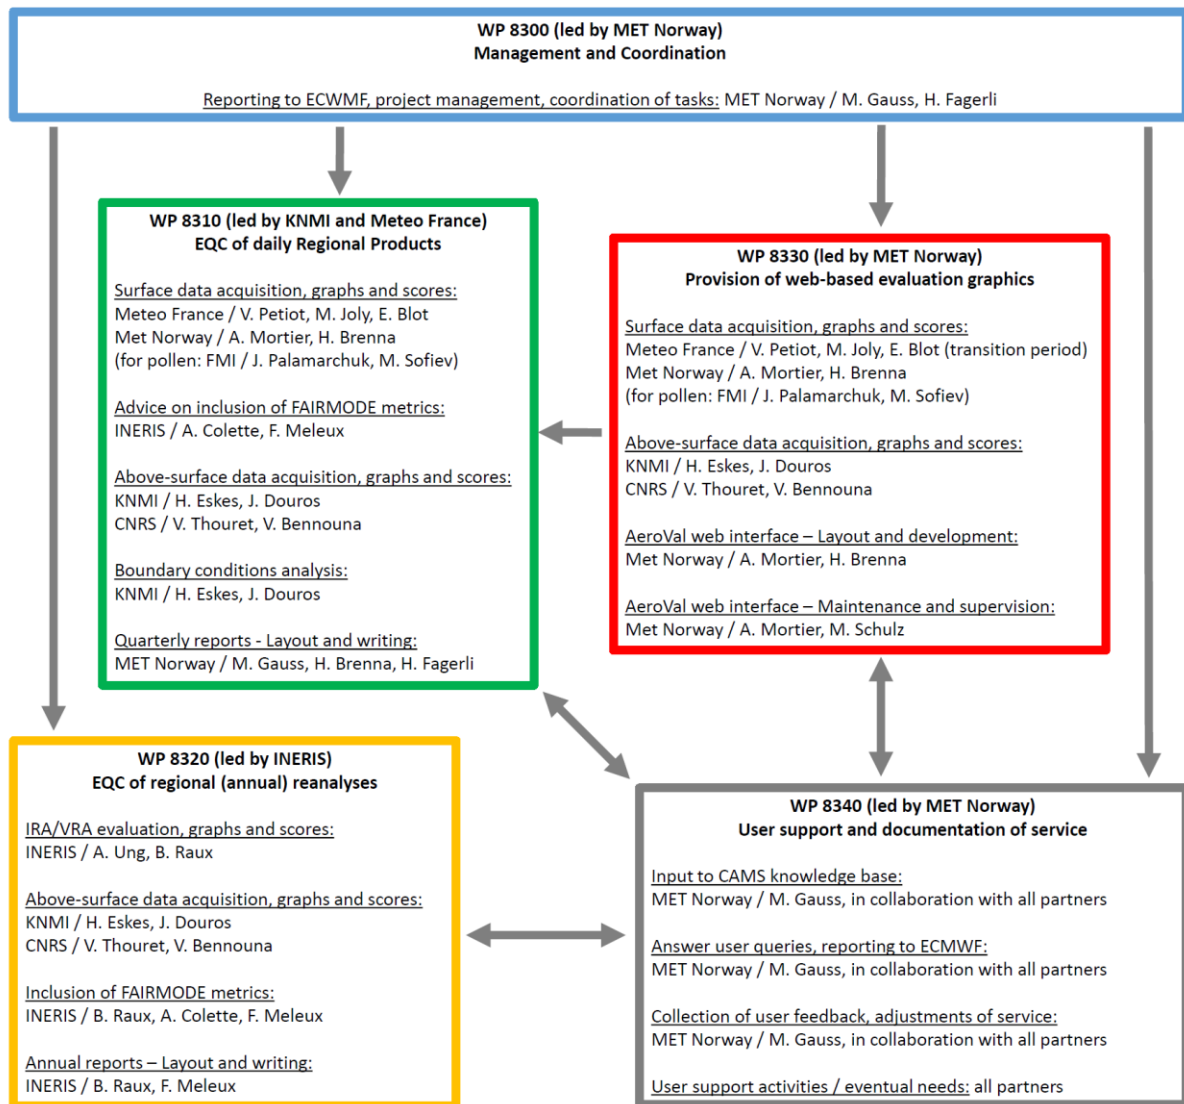 WP 8300 (led by MET Norway)
Management and Coordination
Reporting to ECWMF, project management, coordination of tasks: MET Norway / M. Gauss, H. Fagerli
WP 8310 (led by KNMI and Meteo France)
EQC of daily Regional Products
Surface data acquisition, graphs and scores:
Meteo France / V. Petiot, M. Joly, E. Blot
Met Norway / A. Mortier, H. Brenna
(for pollen: FMI / J. Palamarchuk, M. Sofiev)
Advice on inclusion of FAIRMODE metrics:
INERIS / A. Colette, F. Meleux
Above-surface data acquisition, graphs and scores:
KNMI / H. Eskes, J. Douros
CNRS / V. Thouret, V. Bennouna
Boundary conditions analysis:
KNMI / H. Eskes, J. Douros
Quarterly reports - Layout and writing:
MET Norway / M. Gauss, H. Brenna, H. Fagerli
WP 8330 (led by MET Norway)
Provision of web-based evaluation graphics
Surface data acquisition, graphs and scores:
Meteo France / V. Petiot, M. Joly, E. Blot (transition period)
Met Norway / A. Mortier, H. Brenna
(for pollen: FMI / J. Palamarchuk, M. Sofiev)
Above-surface data acquisition, graphs and scores:
KNMI / H. Eskes, J. Douros
CNRS / V. Thouret, V. Bennouna
AeroVal web interface – Layout and development:
Met Norway / A. Mortier, H. Brenna
AeroVal web interface – Maintenance and supervision:
Met Norway / A. Mortier, M. Schulz
WP 8320 (led by INERIS)
EQC of regional (annual) reanalyses
IRA/VRA evaluation, graphs and scores:
INERIS / A. Ung, B. Raux
Above-surface data acquisition, graphs and scores:
KNMI / H. Eskes, J. Douros
CNRS / V. Thouret, V. Bennouna
Inclusion of FAIRMODE metrics:
INERIS / B. Raux, A. Colette, F. Meleux
Annual reports – Layout and writing:
INERIS / B. Raux, F. Meleux
WP 8340 (led by MET Norway)
User support and documentation of service
Input to CAMS knowledge base:
MET Norway / M. Gauss, in collaboration with all partners
Answer user queries, reporting to ECMWF:
MET Norway / M. Gauss, in collaboration with all partners
Collection of user feedback, adjustments of service:
MET Norway / M. Gauss, in collaboration with all partners
User support activities / eventual needs: all partners